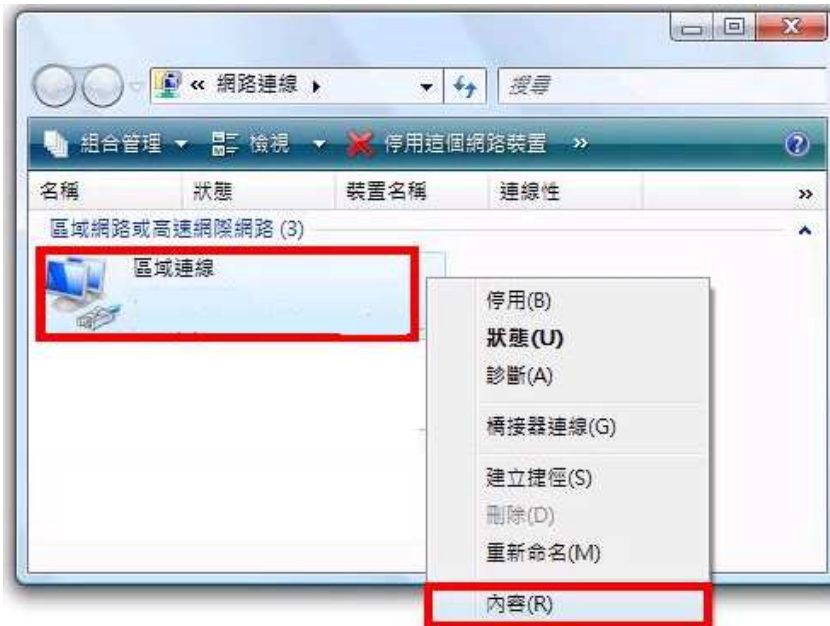 « 網路連線
搜尋
組合管理 檢視 停用這個網路裝置 »
名稱 狀態 裝置名稱 連線性 »
區域網路或高速網際網路 (3)
區域連線
停用(B)
狀態(U)
診斷(A)
橋接器連線(G)
建立捷徑(S)
刪除(D)
重新命名(M)
內容(R)